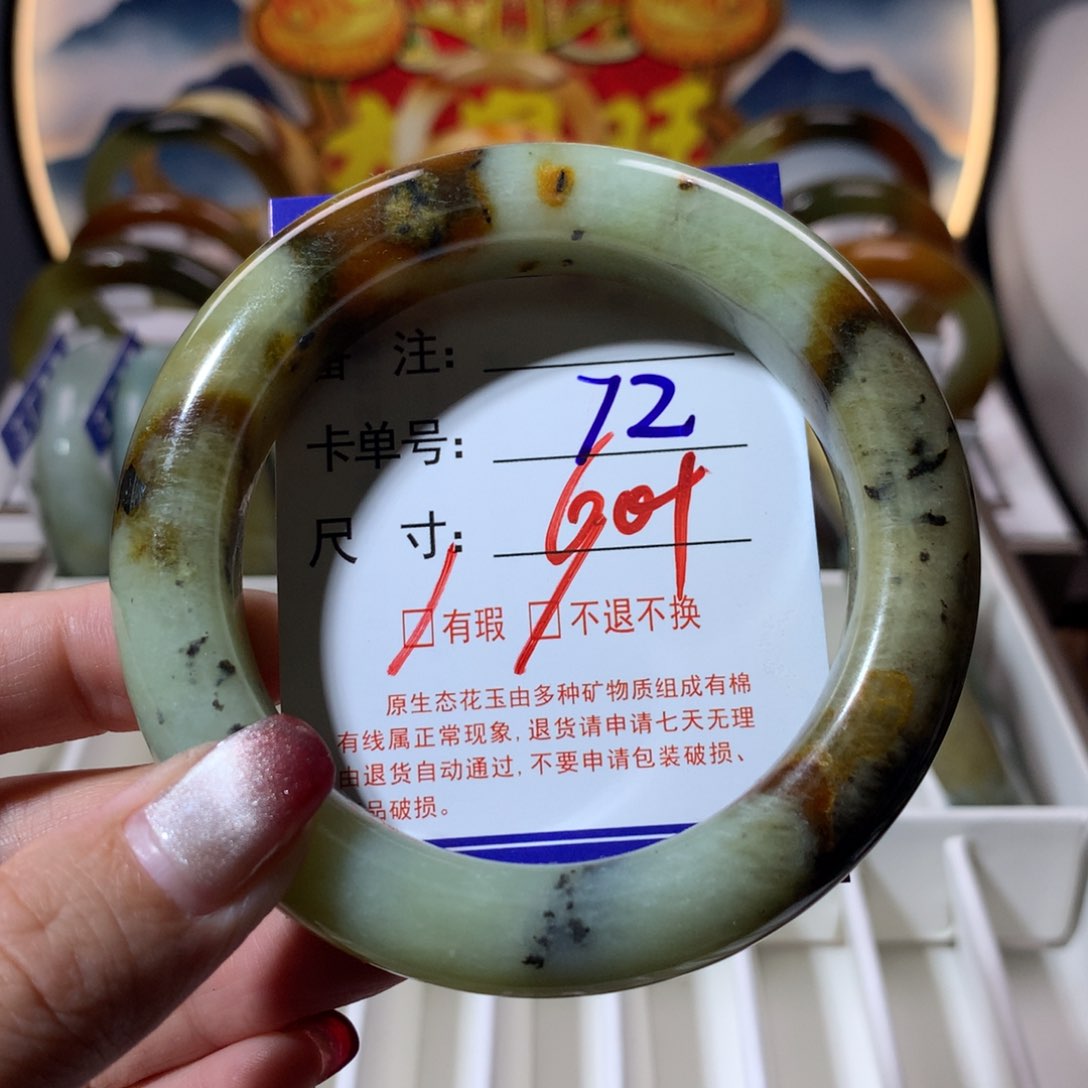 备 注:
卡单号: 72
尺 寸: 60+
有瑕 不退不换
原生态花玉由多种矿物质组成有棉
有线属正常现象,退货请申请七天无理
由退货自动通过,不要申请包装破损、
品破损。